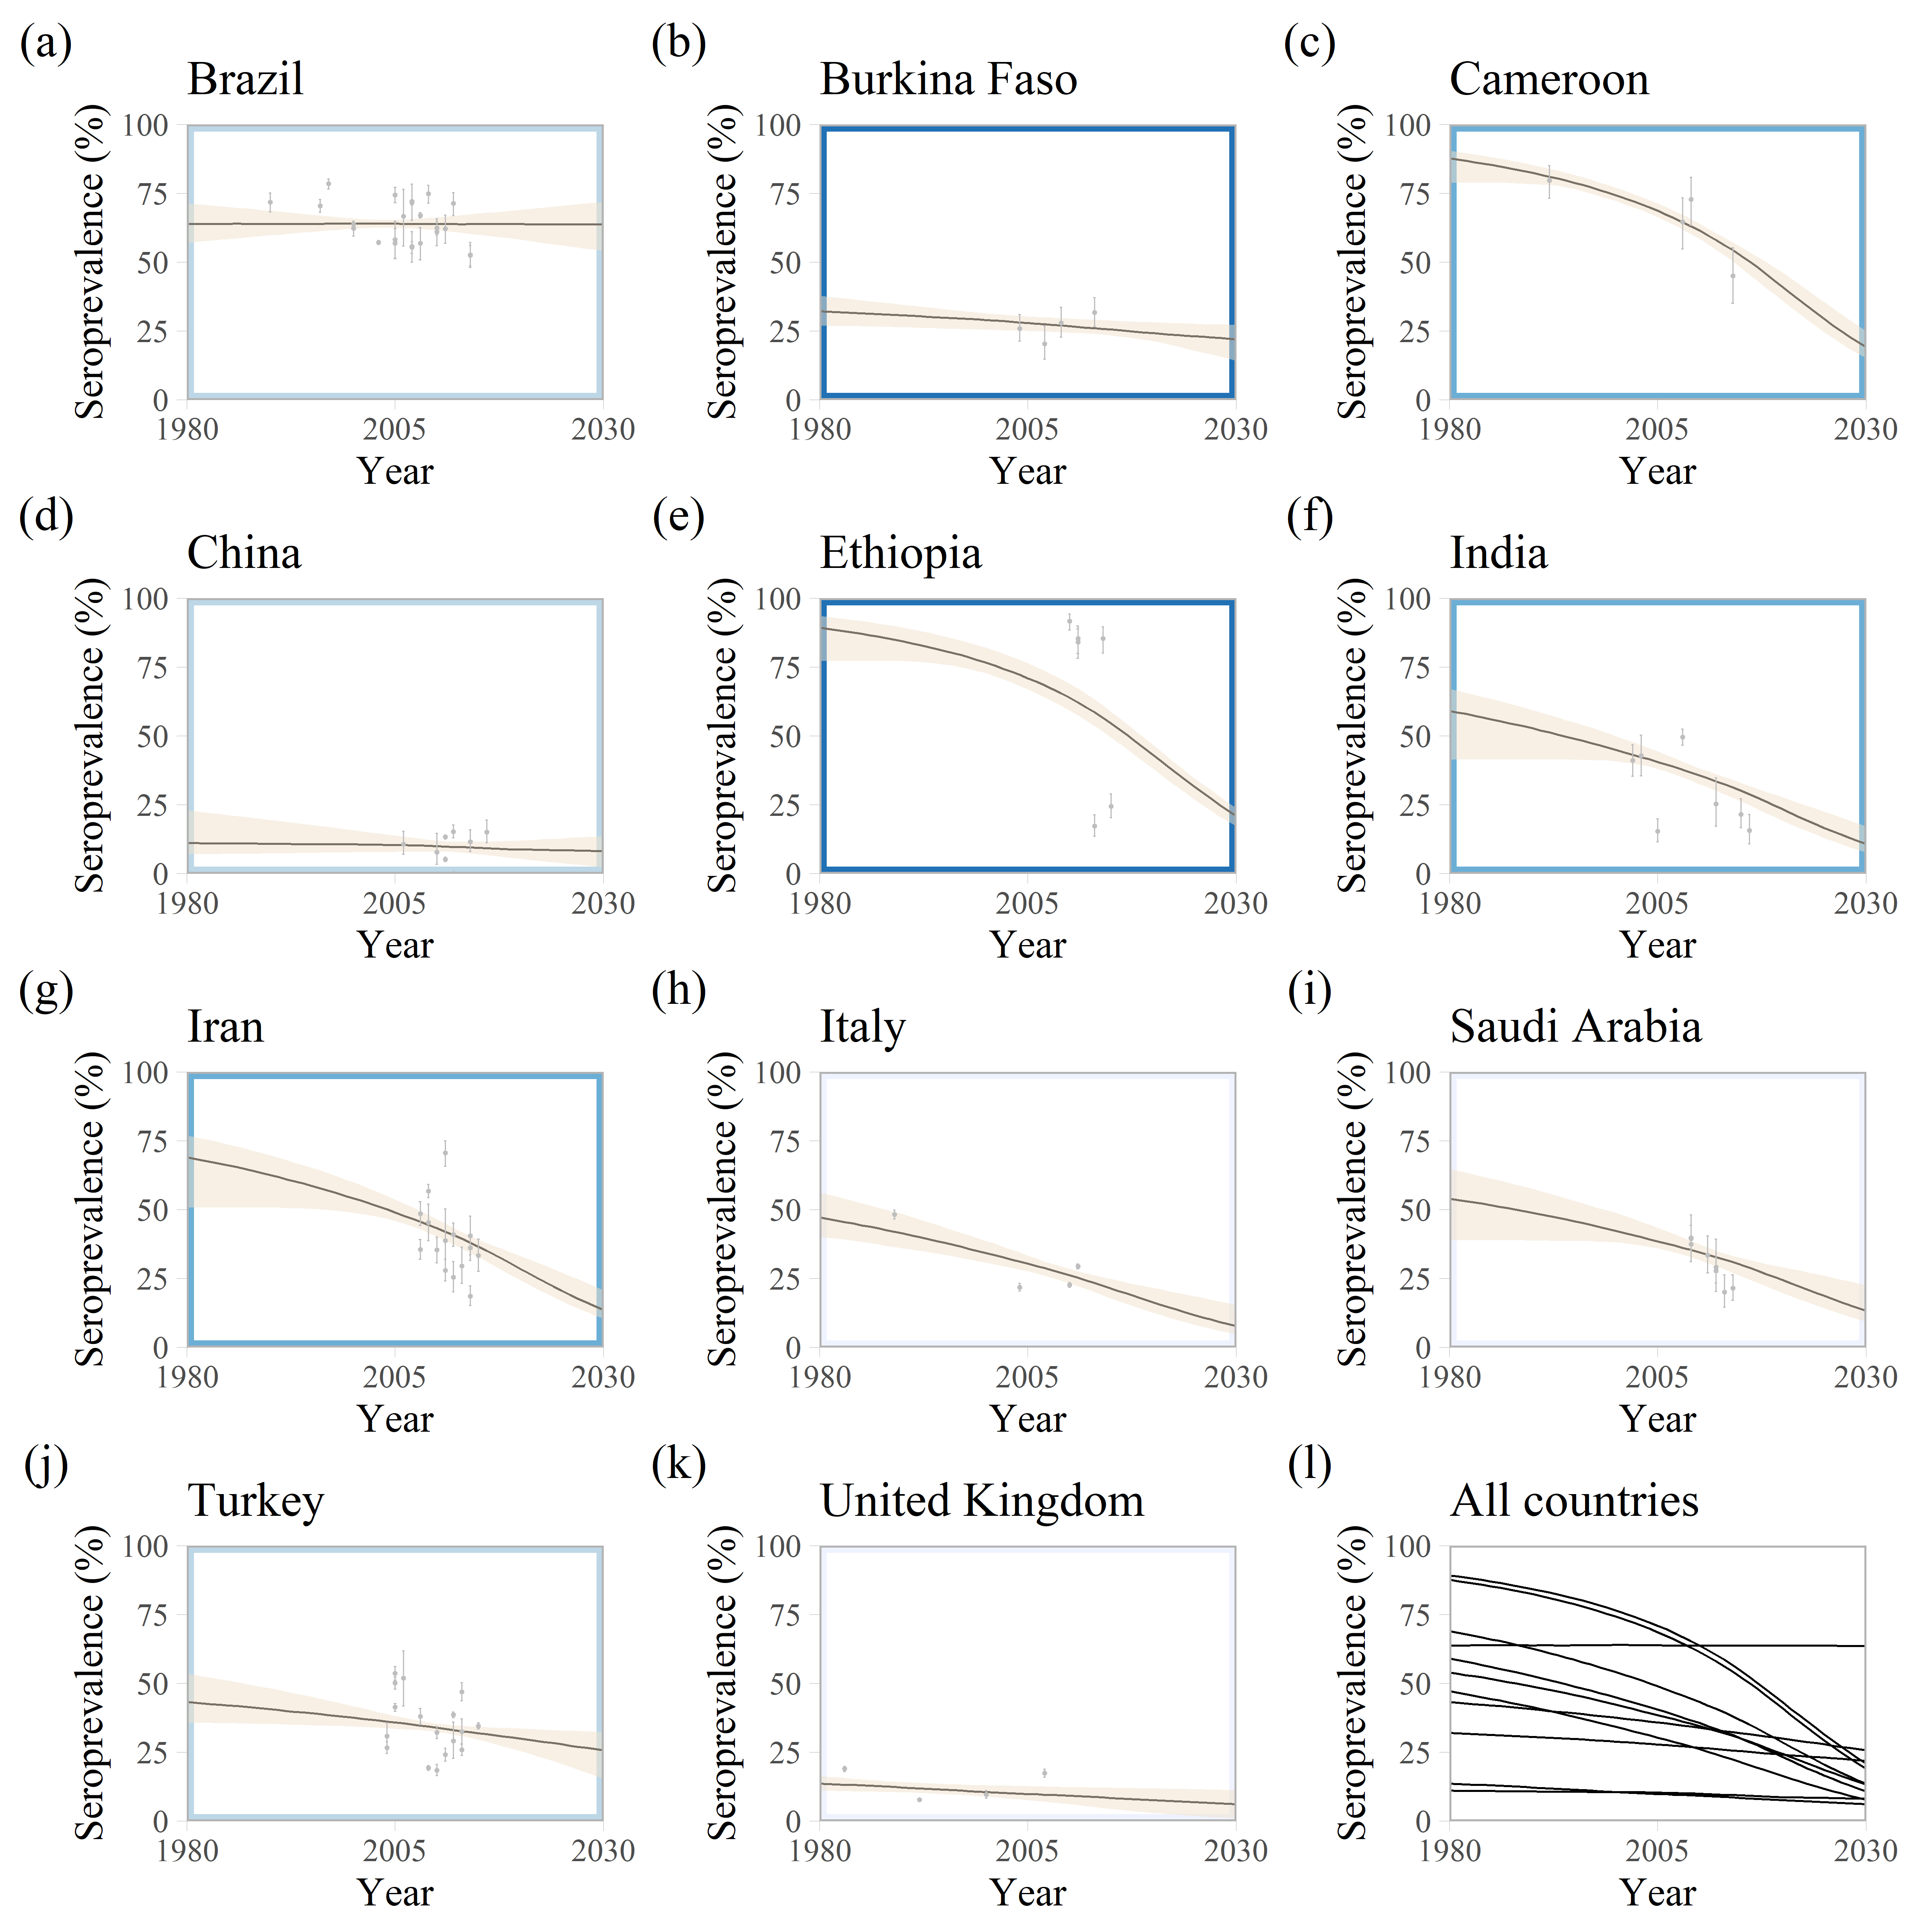 (a)
Brazil
Seroprevalence (%)
100
75
50
25
0
1980 2005 2030
Year
(b)
Burkina Faso
Seroprevalence (%)
100
75
50
25
0
1980 2005 2030
Year
(c)
Cameroon
Seroprevalence (%)
100
75
50
25
0
1980 2005 2030
Year
(d)
China
Seroprevalence (%)
100
75
50
25
0
1980 2005 2030
Year
(e)
Ethiopia
Seroprevalence (%)
100
75
50
25
0
1980 2005 2030
Year
(f)
India
Seroprevalence (%)
100
75
50
25
0
1980 2005 2030
Year
(g)
Iran
Seroprevalence (%)
100
75
50
25
0
1980 2005 2030
Year
(h)
Italy
Seroprevalence (%)
100
75
50
25
0
1980 2005 2030
Year
(i)
Saudi Arabia
Seroprevalence (%)
100
75
50
25
0
1980 2005 2030
Year
(j)
Turkey
Seroprevalence (%)
100
75
50
25
0
1980 2005 2030
Year
(k)
United Kingdom
Seroprevalence (%)
100
75
50
25
0
1980 2005 2030
Year
(l)
All countries
Seroprevalence (%)
100
75
50
25
0
1980 2005 2030
Year